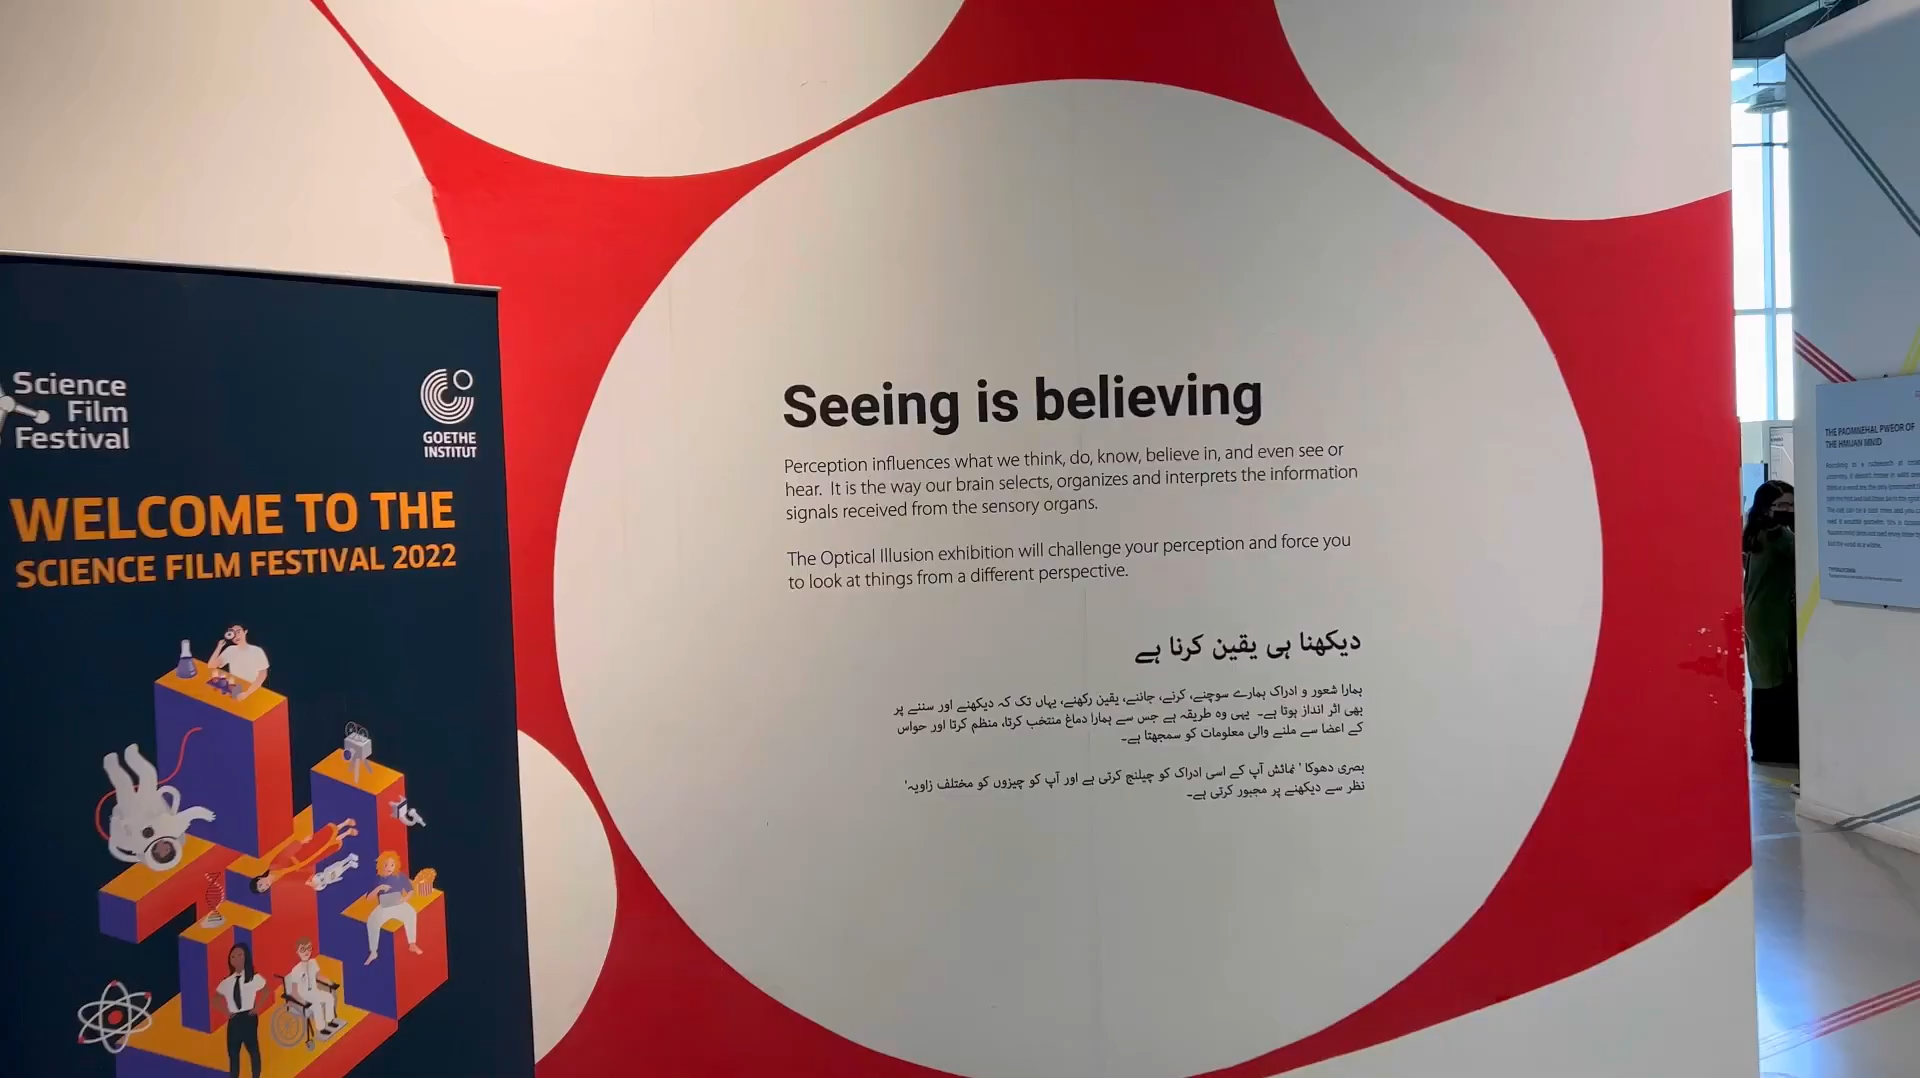 Science
Film
Festival
GOETHE
INSTITUT
WELCOME TO THE
SCIENCE FILM FESTIVAL 2022
Seeing is believing
Perception influences what we think, do, know, believe in, and even see or
hear. It is the way our brain selects, organizes and interprets the information
signals received from the sensory organs.
The Optical Illusion exhibition will challenge your perception and force you
to look at things from a different perspective.
دیکھنا ہی یقین کرنا ہے
ہمارا شعور و ادراک ہمارے سوچنے، کرنے، جاننے، یقین رکھنے، یہاں تک کہ دیکھنے اور سننے پر
بھی اثر انداز ہوتا ہے۔ یہی وہ طریقہ ہے جس سے ہمارا دماغ منتخب کرتا، منظم کرتا اور حواس
کے اعضا سے ملنے والی معلومات کو سمجھتا ہے۔
بصری دھوکا ' نمائش آپ کے اسی ادراک کو چیلنج کرتی ہے اور آپ کو چیزوں کو مختلف زاویہ'
نظر سے دیکھنے پر مجبور کرتی ہے۔
THE PAOMNEHAL PWEOR OF
THE HMUAN MNID